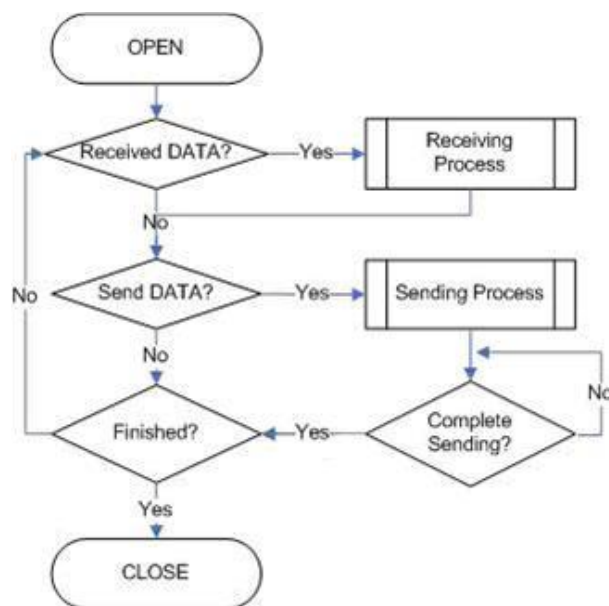 OPEN
Received DATA?
Yes
Receiving
Process
No
Send DATA?
Yes
Sending Process
No
No
No
Finished?
Yes
Complete
Sending?
Yes
CLOSE